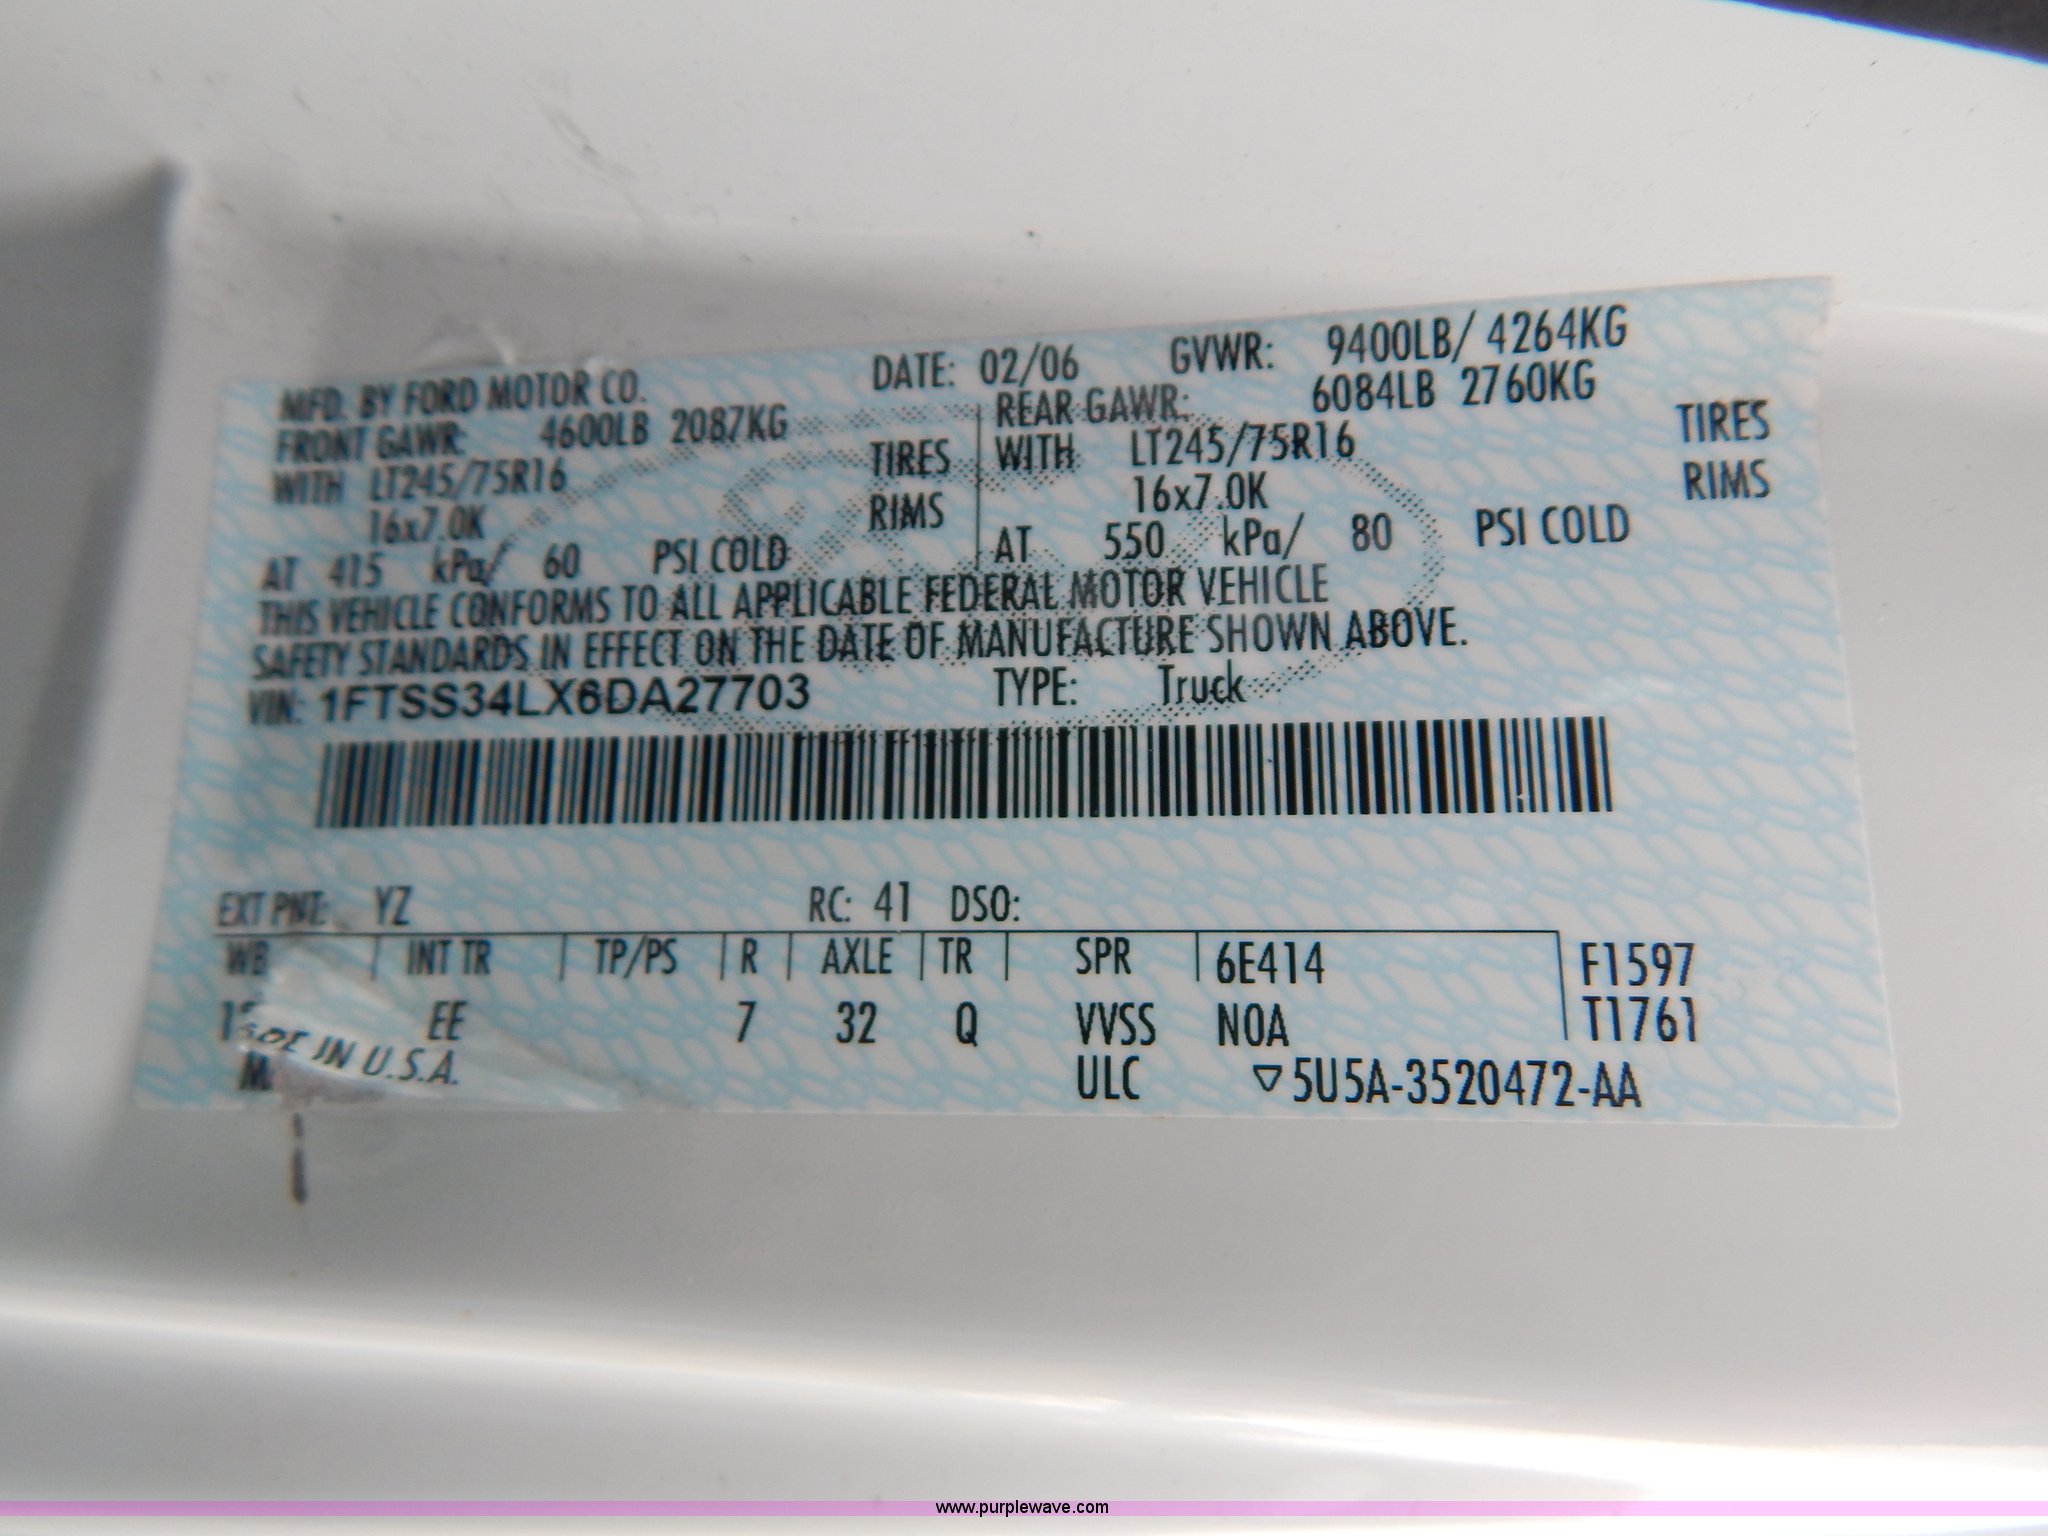 MFD. BY FORD MOTOR CO. DATE: 02/06 GVWR: 9400LB/ 4264KG
FRONT GAWR: 4600LB 2087KG REAR GAWR: 6084LB 2760KG
WITH LT245/75R16 TIRES WITH LT245/75R16 TIRES
16x7.0K RIMS 16x7.0K RIMS
AT 415 kPa/ 60 PSI COLD AT 550 kPa/ 80 PSI COLD
THIS VEHICLE CONFORMS TO ALL APPLICABLE FEDERAL MOTOR VEHICLE
SAFETY STANDARDS IN EFFECT ON THE DATE OF MANUFACTURE SHOWN ABOVE.
VIN: 1FTSS34LX6DA27703 TYPE: Truck
EXT PNT: YZ RC: 41 DSO:
WB INT TR TP/PS R AXLE TR SPR 6E414 F1597
EE 7 32 Q VVSS NOA T1761
IN U.S.A. ULC ▽5U5A-3520472-AA
www.purplewave.com